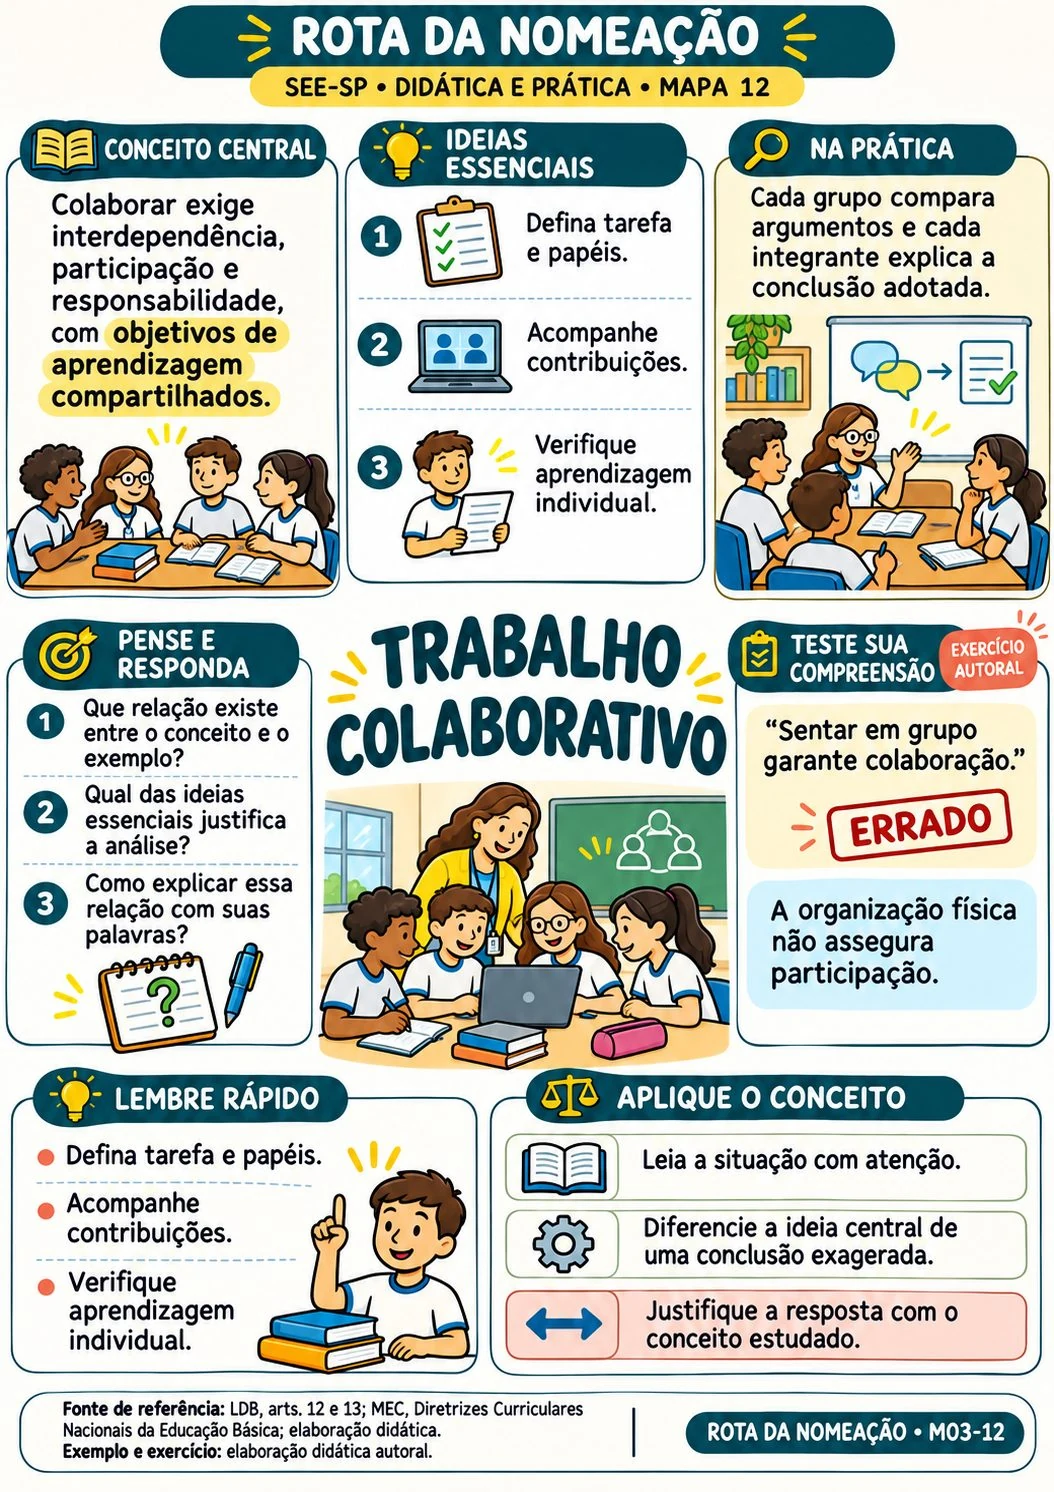 ROTA DA NOMEAÇÃO
SEE-SP • DIDÁTICA E PRÁTICA • MAPA 12
CONCEITO CENTRAL
Colaborar exige
interdependência,
participação e
responsabilidade,
com objetivos de
aprendizagem
compartilhados.
IDEIAS
ESSENCIAIS
1
Defina tarefa
e papéis.
2
Acompanhe
contribuições.
3
Verifique
aprendizagem
individual.
NA PRÁTICA
Cada grupo compara
argumentos e cada
integrante explica a
conclusão adotada.
PENSE E
RESPONDA
1
Que relação existe
entre o conceito e o
exemplo?
2
Qual das ideias
essenciais justifica
a análise?
3
Como explicar essa
relação com suas
palavras?
?
TRABALHO
COLABORATIVO
TESTE SUA
COMPREENSÃO
EXERCÍCIO
AUTORAL
“Sentar em grupo
garante colaboração.”
ERRADO
A organização física
não assegura
participação.
LEMBRE RÁPIDO
Defina tarefa e papéis.
Acompanhe
contribuições.
Verifique
aprendizagem
individual.
APLIQUE O CONCEITO
Leia a situação com atenção.
Diferencie a ideia central de
uma conclusão exagerada.
Justifique a resposta com o
conceito estudado.
Fonte de referência: LDB, arts. 12 e 13; MEC, Diretrizes Curriculares
Nacionais da Educação Básica; elaboração didática.
Exemplo e exercício: elaboração didática autoral.
ROTA DA NOMEAÇÃO • M03-12